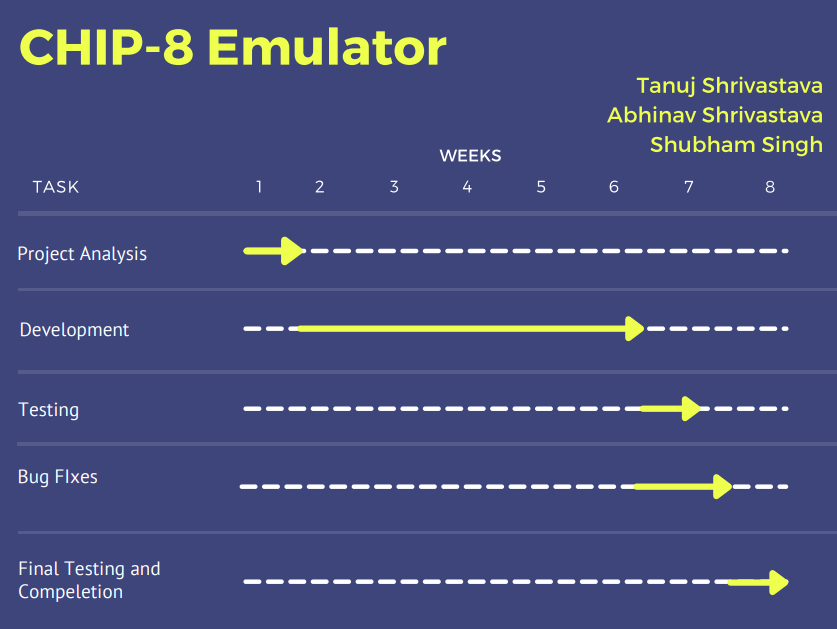 CHIP-8 Emulator
Tanuj Shrivastava
Abhinav Shrivastava
Shubham Singh
WEEKS
TASK 1 2 3 4 5 6 7 8
Project Analysis
Development
Testing
Bug FIxes
Final Testing and
Compeletion